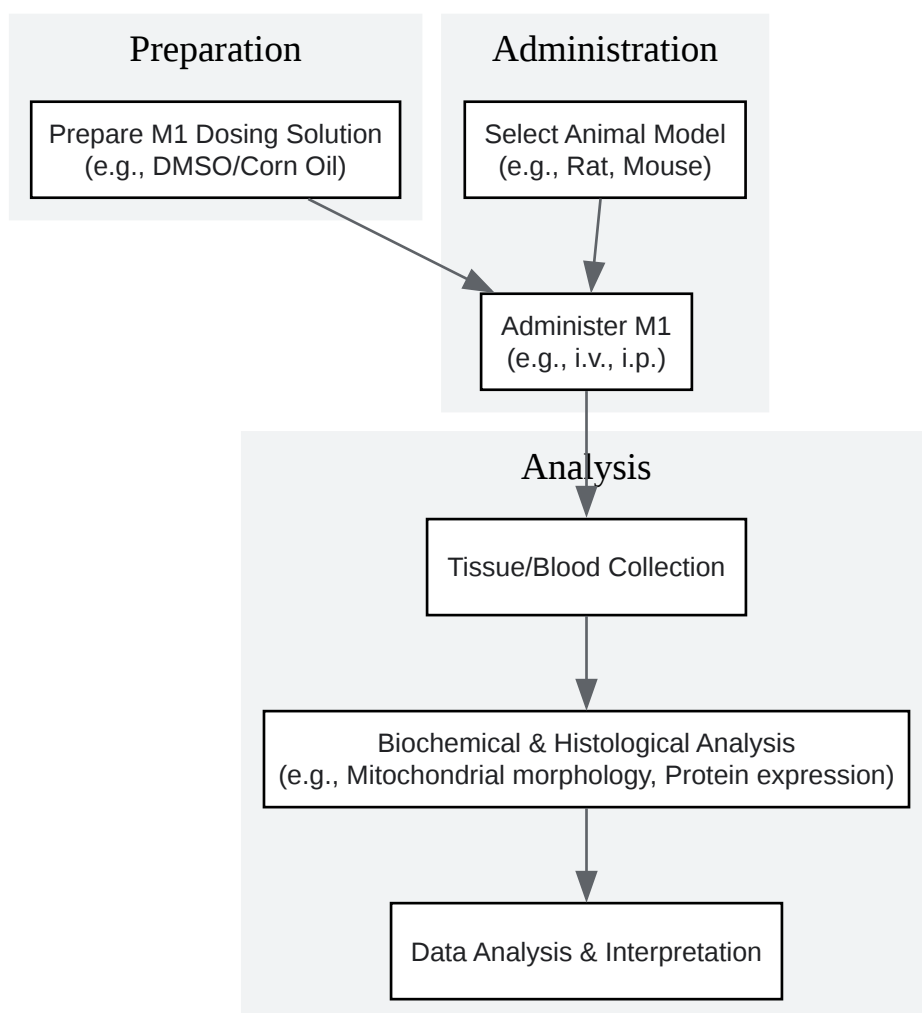 Preparation
Prepare M1 Dosing Solution
(e.g., DMSO/Corn Oil)
Administration
Select Animal Model
(e.g., Rat, Mouse)
Administer M1
(e.g., i.v., i.p.)
Analysis
Tissue/Blood Collection
Biochemical & Histological Analysis
(e.g., Mitochondrial morphology, Protein expression)
Data Analysis & Interpretation